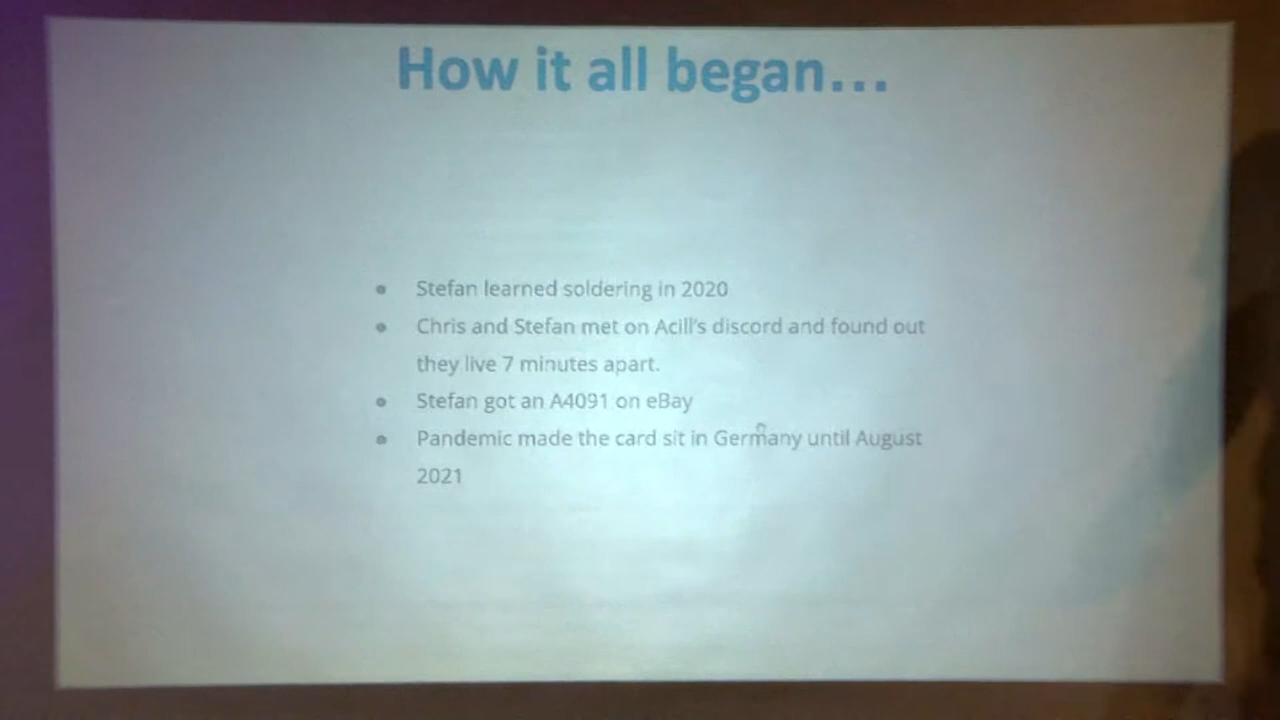 How it all began...
• Stefan learned soldering in 2020
• Chris and Stefan met on Acill's discord and found out
they live 7 minutes apart.
• Stefan got an A4091 on eBay
• Pandemic made the card sit in Germany until August
2021